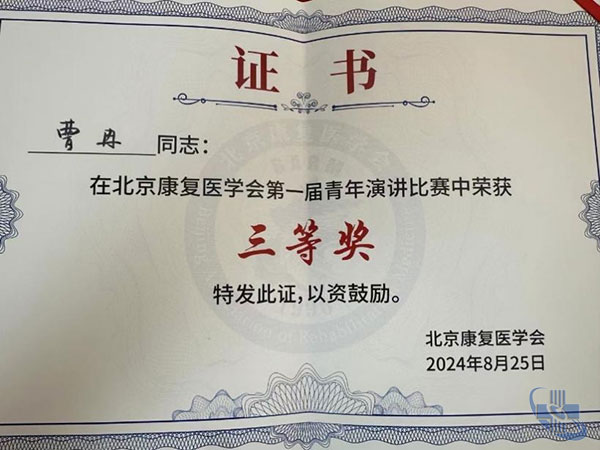 证书
曹冉 同志：
在北京康复医学会第一届青年演讲比赛中荣获
三等奖
特发此证，以资鼓励。
北京康复医学会
2024年8月25日